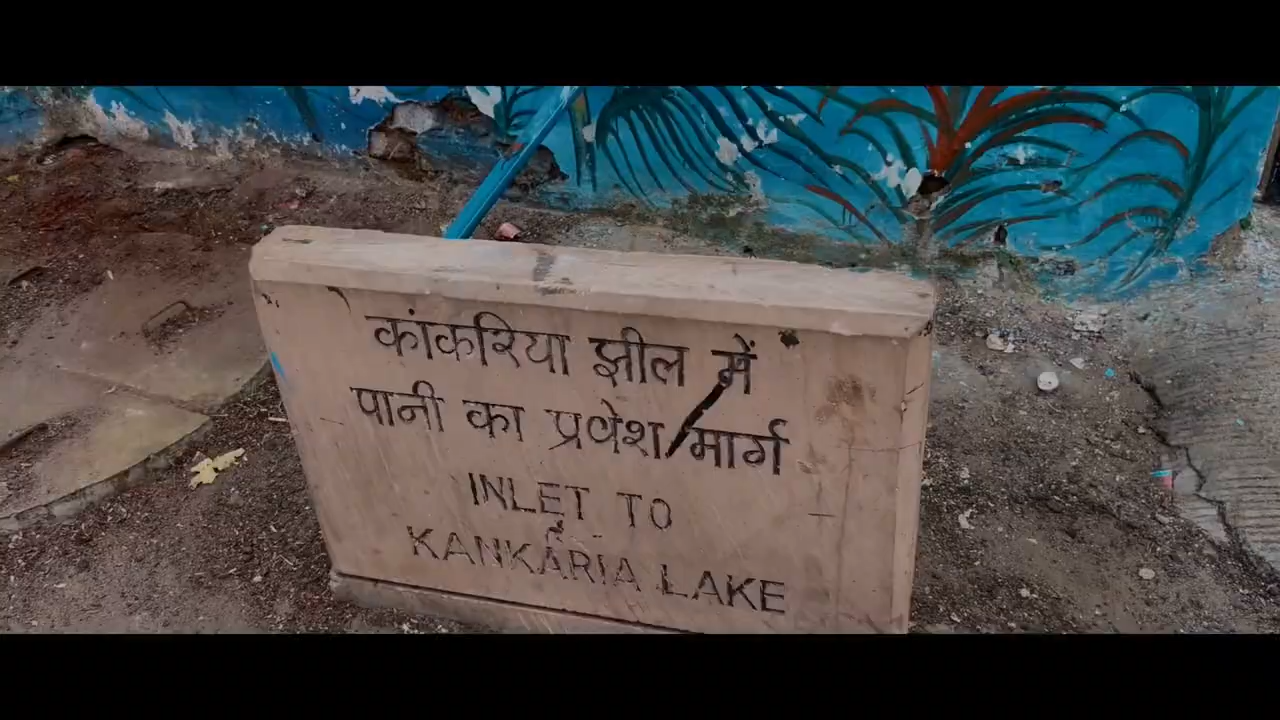 कांकरिया झील में
पानी का प्रवेश मार्ग
INLET TO
KANKARIA LAKE